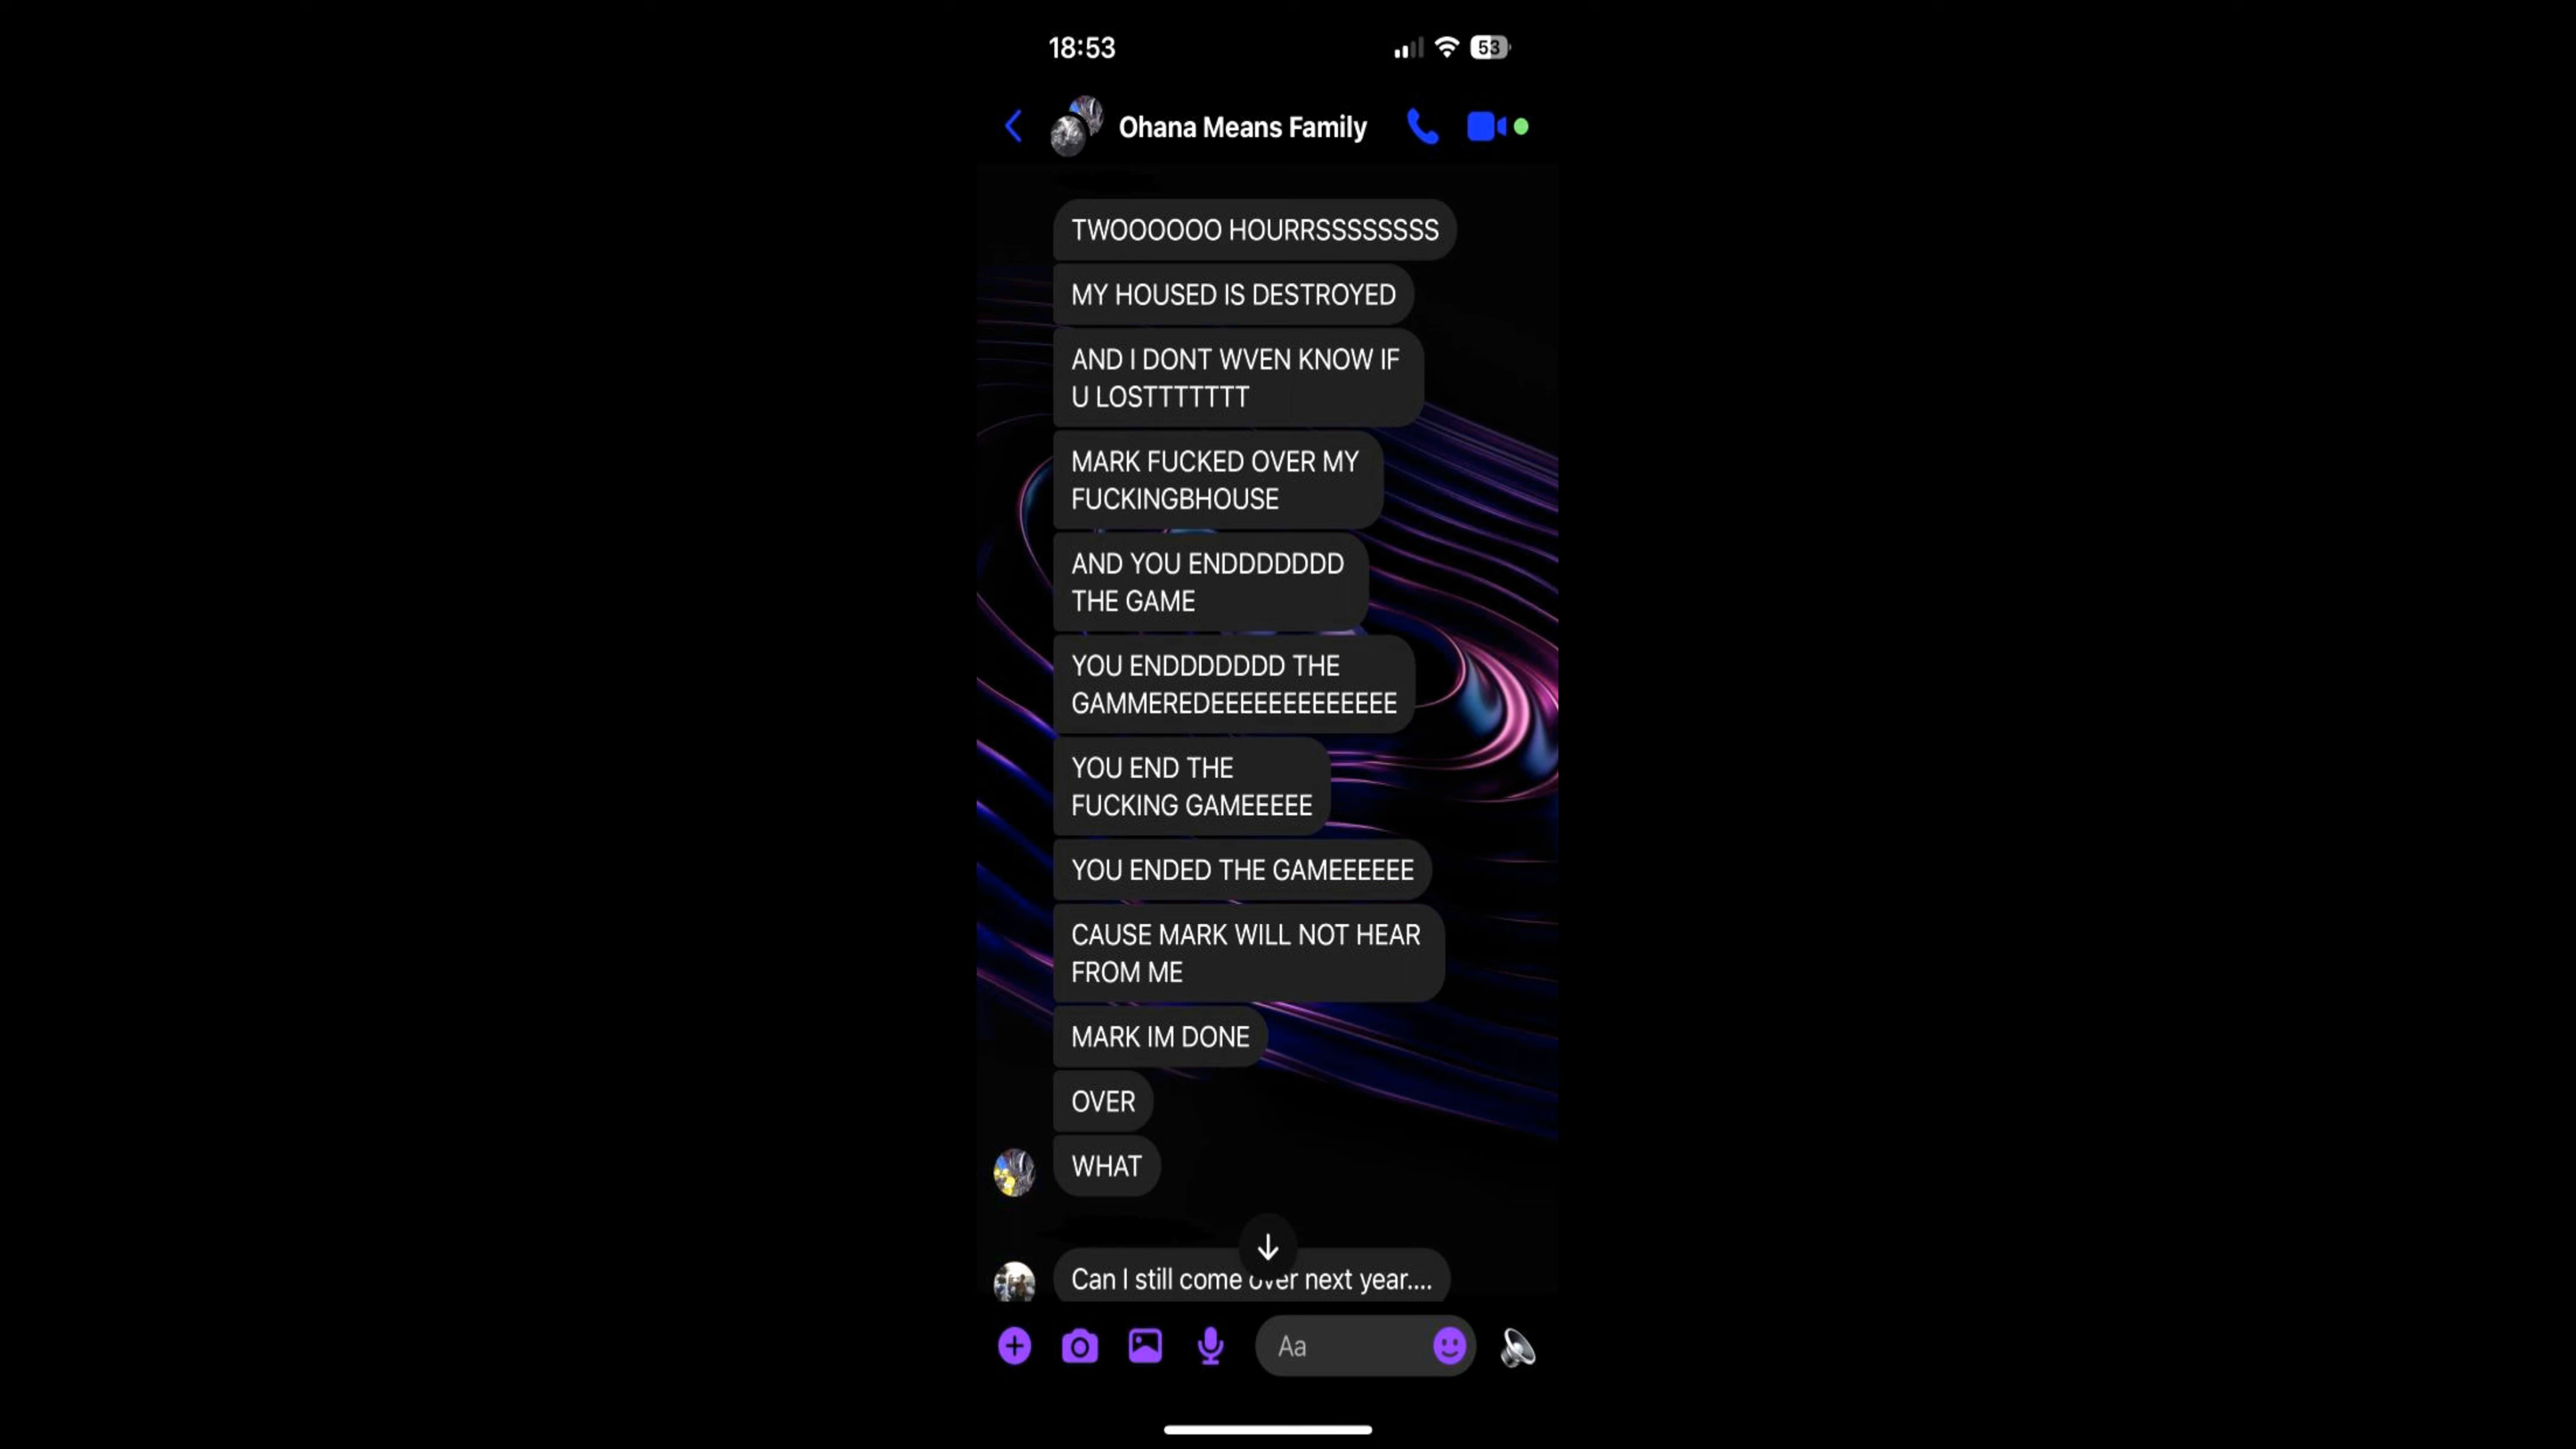 18:53
53
Ohana Means Family
TWOOOOOO HOURRSSSSSSSS
MY HOUSED IS DESTROYED
AND I DONT WVEN KNOW IF
U LOSTTTTTTT
MARK FUCKED OVER MY
FUCKINGBHOUSE
AND YOU ENDDDDDDD
THE GAME
YOU ENDDDDDDD THE
GAMMEREDEEEEEEEEEEEEE
YOU END THE
FUCKING GAMEEEEE
YOU ENDED THE GAMEEEEEE
CAUSE MARK WILL NOT HEAR
FROM ME
MARK IM DONE
OVER
WHAT
Can I still come over next year....
Aa